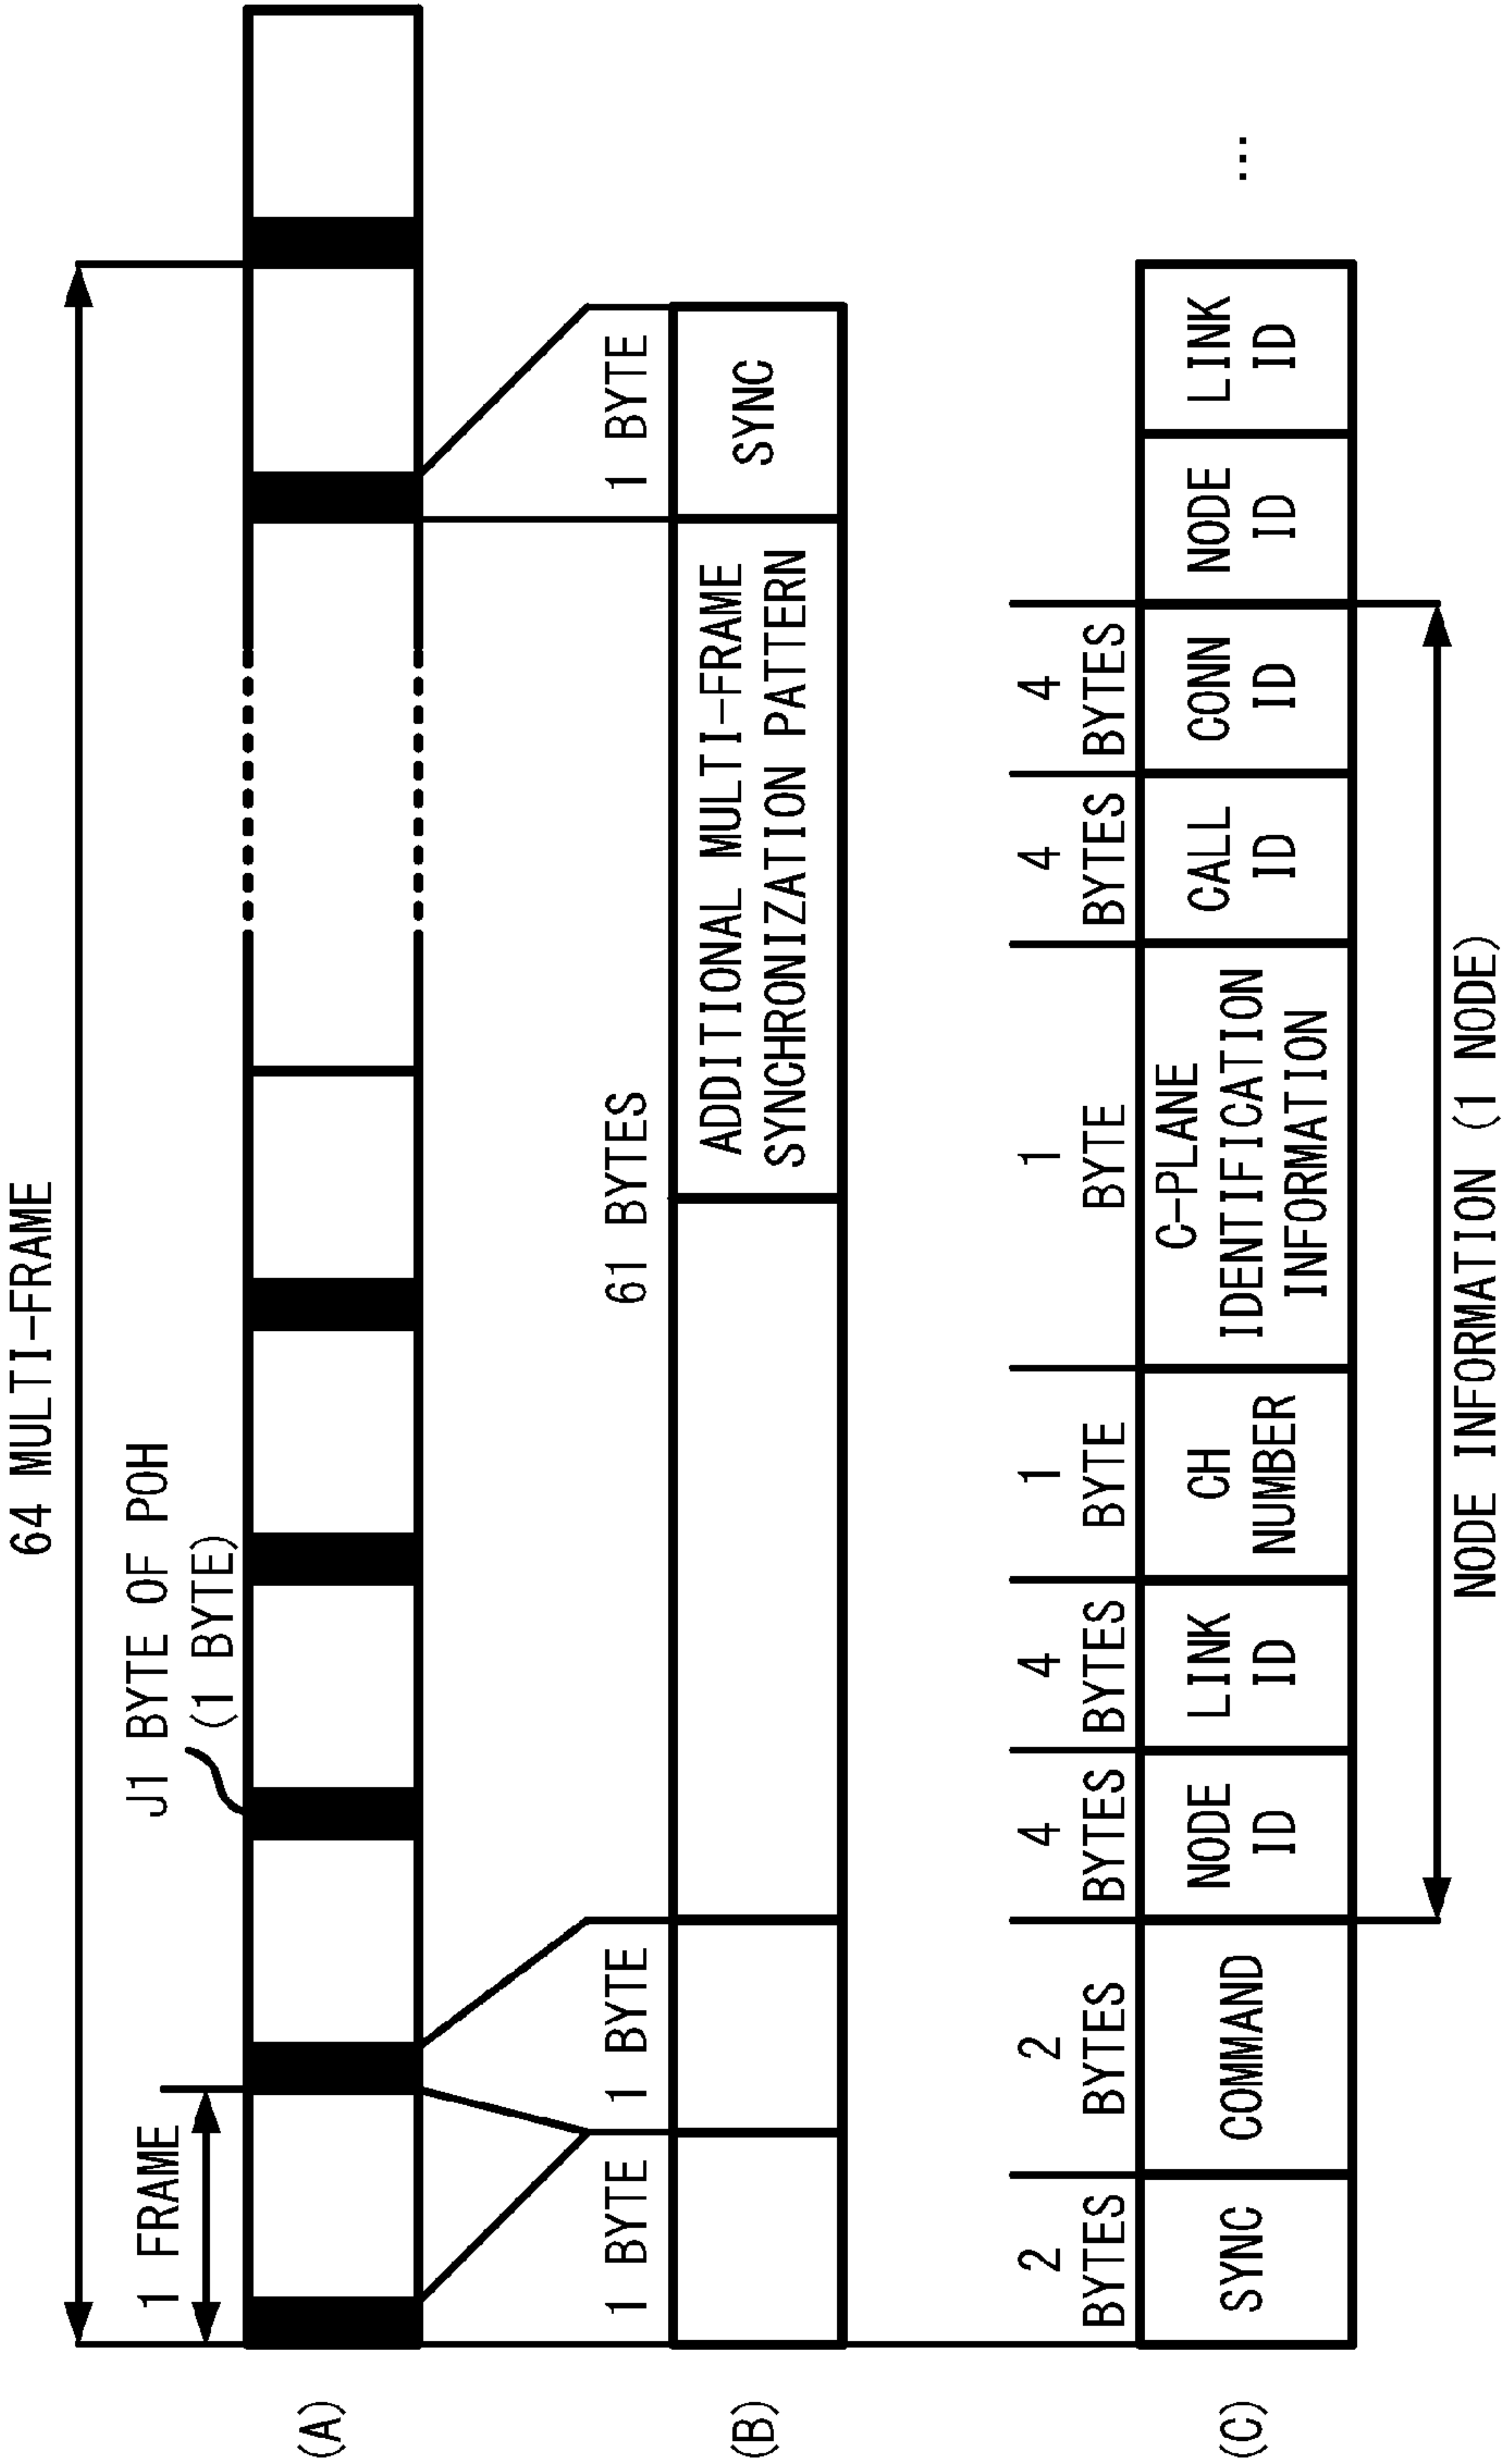 64 MULTI-FRAME
1 FRAME
J1 BYTE OF POH
(1 BYTE)
(A)
1 BYTE
1 BYTE
61 BYTES
1 BYTE
(B)
ADDITIONAL MULTI-FRAME
SYNCHRONIZATION PATTERN
SYNC
2
BYTES
2
BYTES
4
BYTES
4
BYTES
1
BYTE
1
BYTE
4
BYTES
4
BYTES
(C)
SYNC
COMMAND
NODE
ID
LINK
ID
CH
NUMBER
C-PLANE
IDENTIFICATION
INFORMATION
CALL
ID
CONN
ID
NODE
ID
LINK
ID
...
NODE INFORMATION (1 NODE)